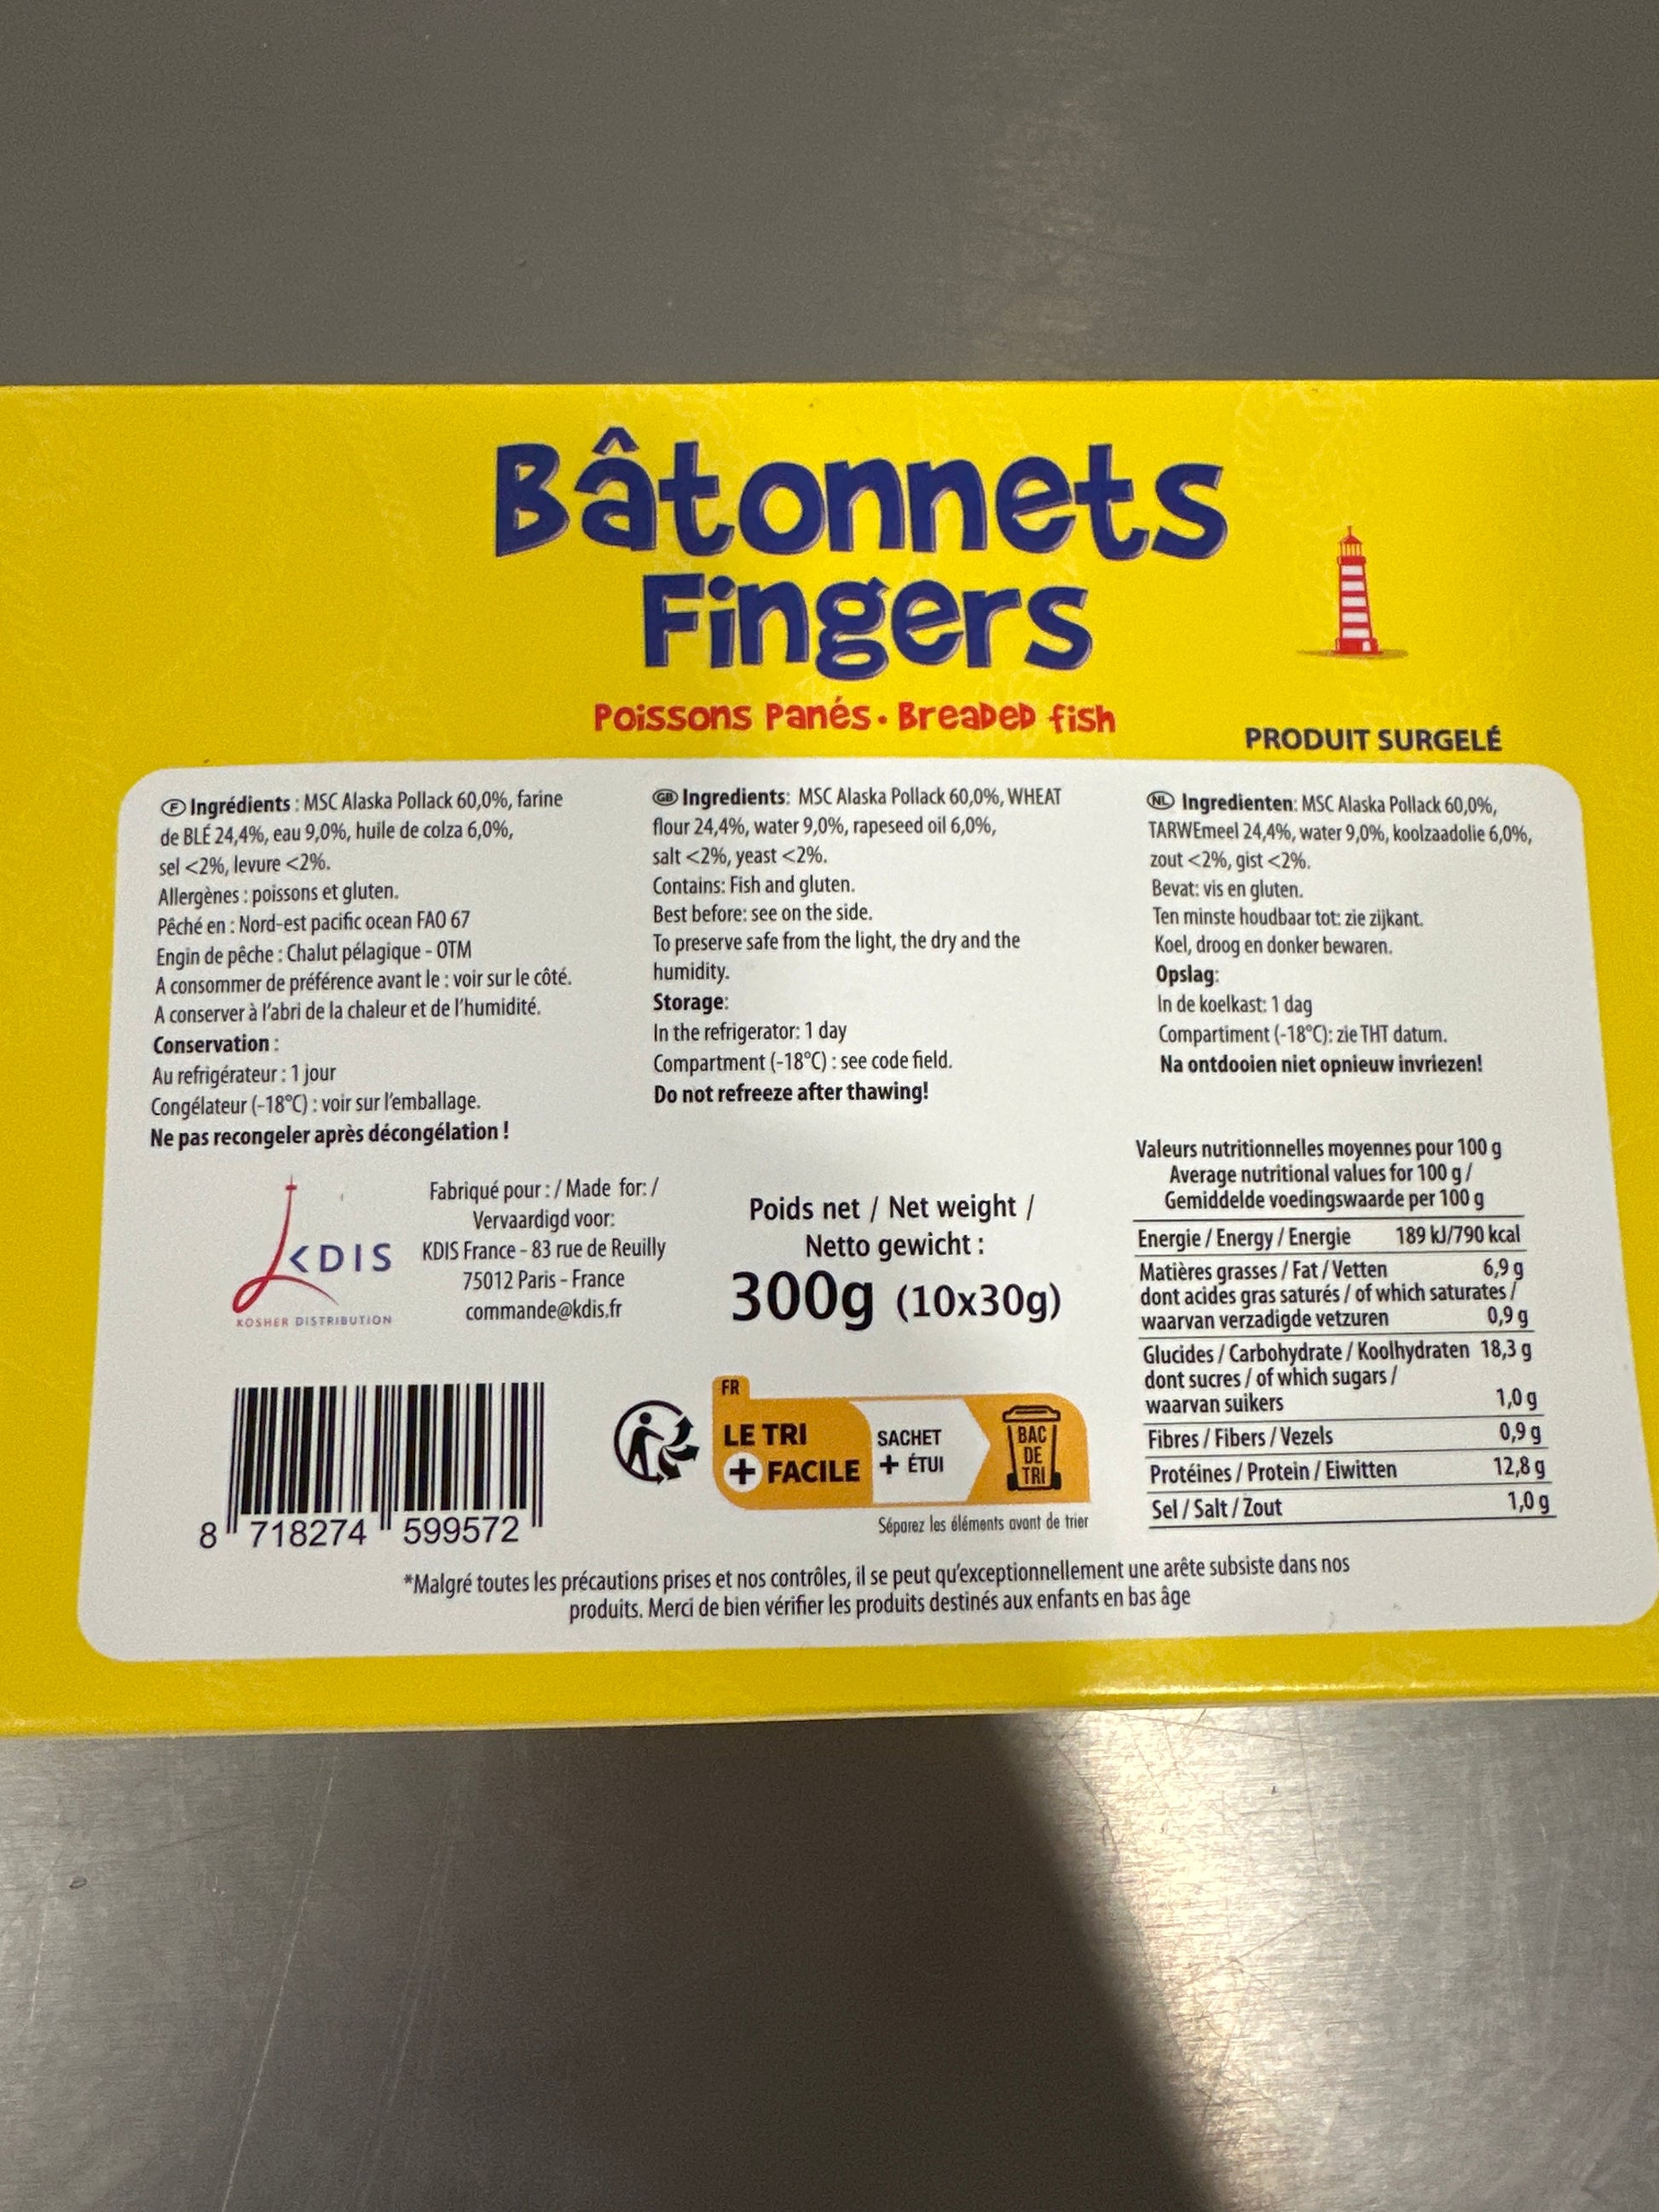 Bâtonnets
Fingers
Poissons Panés • Breaded fish
PRODUIT SURGELÉ
F Ingrédients : MSC Alaska Pollack 60,0%, farine
de BLÉ 24,4%, eau 9,0%, huile de colza 6,0%,
sel <2%, levure <2%.
Allergènes : poissons et gluten.
Pêché en : Nord-est pacific ocean FAO 67
Engin de pêche : Chalut pélagique - OTM
A consommer de préférence avant le : voir sur le côté.
A conserver à l'abri de la chaleur et de l'humidité.
Conservation :
Au refrigérateur : 1 jour
Congélateur (-18°C) : voir sur l'emballage.
Ne pas recongeler après décongélation !
GB Ingredients: MSC Alaska Pollack 60,0%, WHEAT
flour 24,4%, water 9,0%, rapeseed oil 6,0%,
salt <2%, yeast <2%.
Contains: Fish and gluten.
Best before: see on the side.
To preserve safe from the light, the dry and the
humidity.
Storage:
In the refrigerator: 1 day
Compartment (-18°C) : see code field.
Do not refreeze after thawing!
NL Ingredienten: MSC Alaska Pollack 60,0%,
TARWEmeel 24,4%, water 9,0%, koolzaadolie 6,0%,
zout <2%, gist <2%.
Bevat: vis en gluten.
Ten minste houdbaar tot: zie zijkant.
Koel, droog en donker bewaren.
Opslag:
In de koelkast: 1 dag
Compartiment (-18°C): zie THT datum.
Na ontdooien niet opnieuw invriezen!
KDIS
KOSHER DISTRIBUTION
Fabriqué pour : / Made for: /
Vervaardigd voor:
KDIS France - 83 rue de Reuilly
75012 Paris - France
commande@kdis.fr
Poids net / Net weight /
Netto gewicht :
300g (10x30g)
Valeurs nutritionnelles moyennes pour 100 g
Average nutritional values for 100 g /
Gemiddelde voedingswaarde per 100 g
Energie / Energy / Energie 189 kJ/790 kcal
Matières grasses / Fat / Vetten 6,9 g
dont acides gras saturés / of which saturates /
waarvan verzadigde vetzuren 0,9 g
Glucides / Carbohydrate / Koolhydraten 18,3 g
dont sucres / of which sugars /
waarvan suikers 1,0 g
Fibres / Fibers / Vezels 0,9 g
Protéines / Protein / Eiwitten 12,8 g
Sel / Salt / Zout 1,0 g
8 718274 599572
FR
LE TRI
+ FACILE
SACHET
+ ÉTUI
BAC
DE
TRI
Séparez les éléments avant de trier
*Malgré toutes les précautions prises et nos contrôles, il se peut qu'exceptionnellement une arête subsiste dans nos
produits. Merci de bien vérifier les produits destinés aux enfants en bas âge